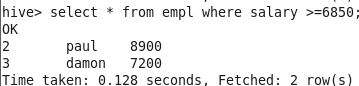 hive> select * from empl where salary >=6850;
OK
2 paul 8900
3 damon 7200
Time taken: 0.128 seconds, Fetched: 2 row(s)